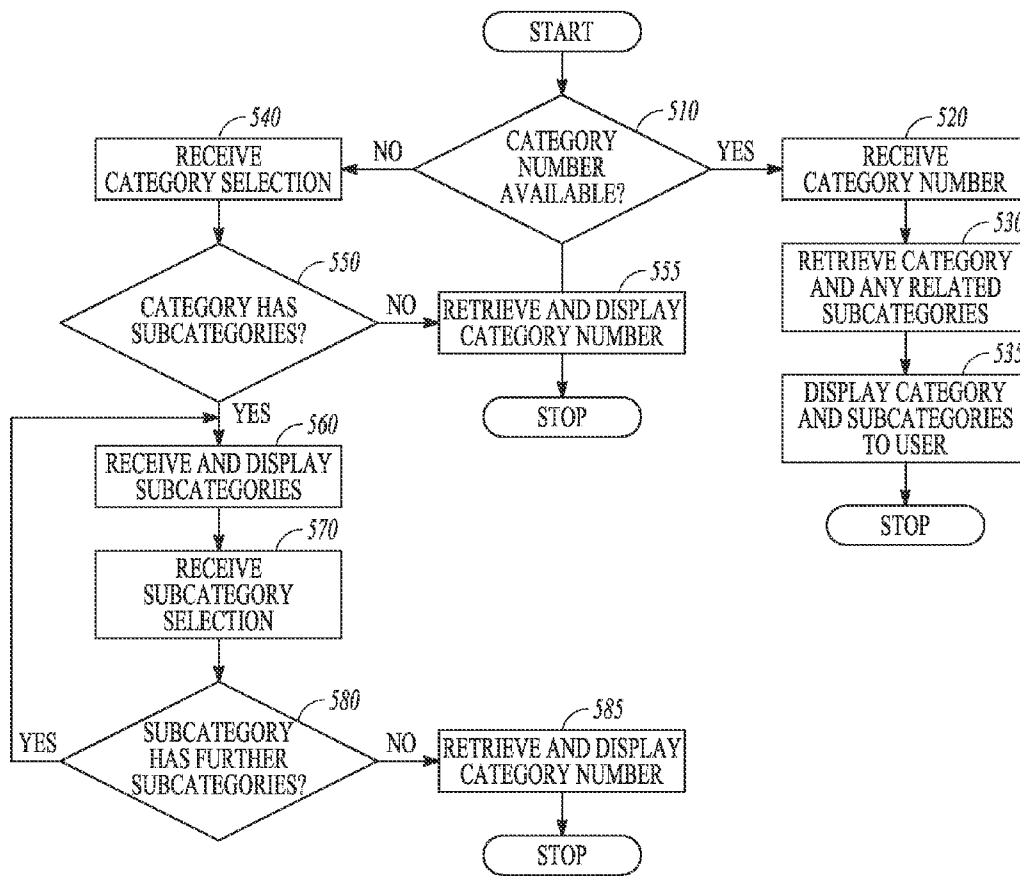 START
510
CATEGORY
NUMBER
AVAILABLE?
NO
YES
540
RECEIVE
CATEGORY SELECTION
520
RECEIVE
CATEGORY NUMBER
530
RETRIEVE CATEGORY
AND ANY RELATED
SUBCATEGORIES
535
DISPLAY CATEGORY
AND SUBCATEGORIES
TO USER
STOP
550
CATEGORY HAS
SUBCATEGORIES?
NO
555
RETRIEVE AND DISPLAY
CATEGORY NUMBER
STOP
YES
560
RECEIVE AND DISPLAY
SUBCATEGORIES
570
RECEIVE
SUBCATEGORY
SELECTION
580
SUBCATEGORY
HAS FURTHER
SUBCATEGORIES?
YES
NO
585
RETRIEVE AND DISPLAY
CATEGORY NUMBER
STOP